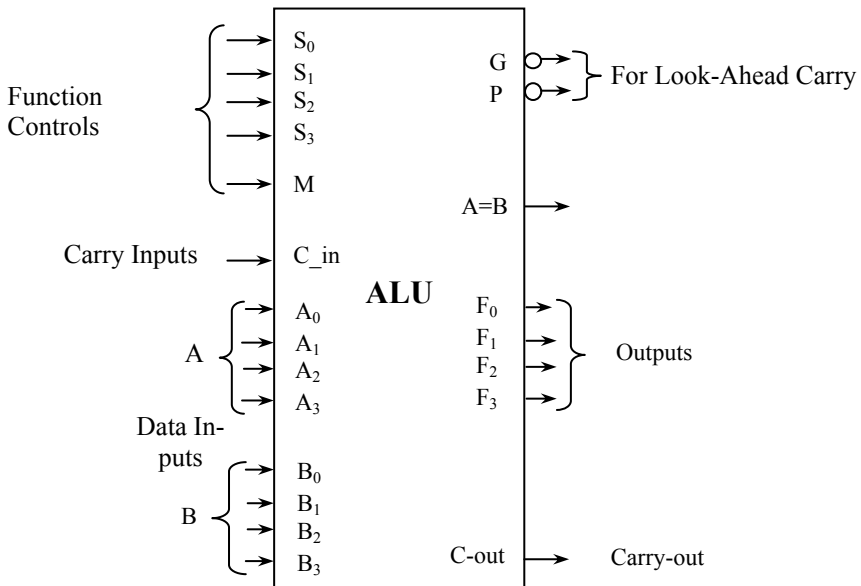 Function
Controls
S₀
S₁
S₂
S₃
M
Carry Inputs
C_in
A
A₀
A₁
A₂
A₃
Data In-
puts
B
B₀
B₁
B₂
B₃
ALU
G
P
For Look-Ahead Carry
A=B
F₀
F₁
F₂
F₃
Outputs
C-out
Carry-out